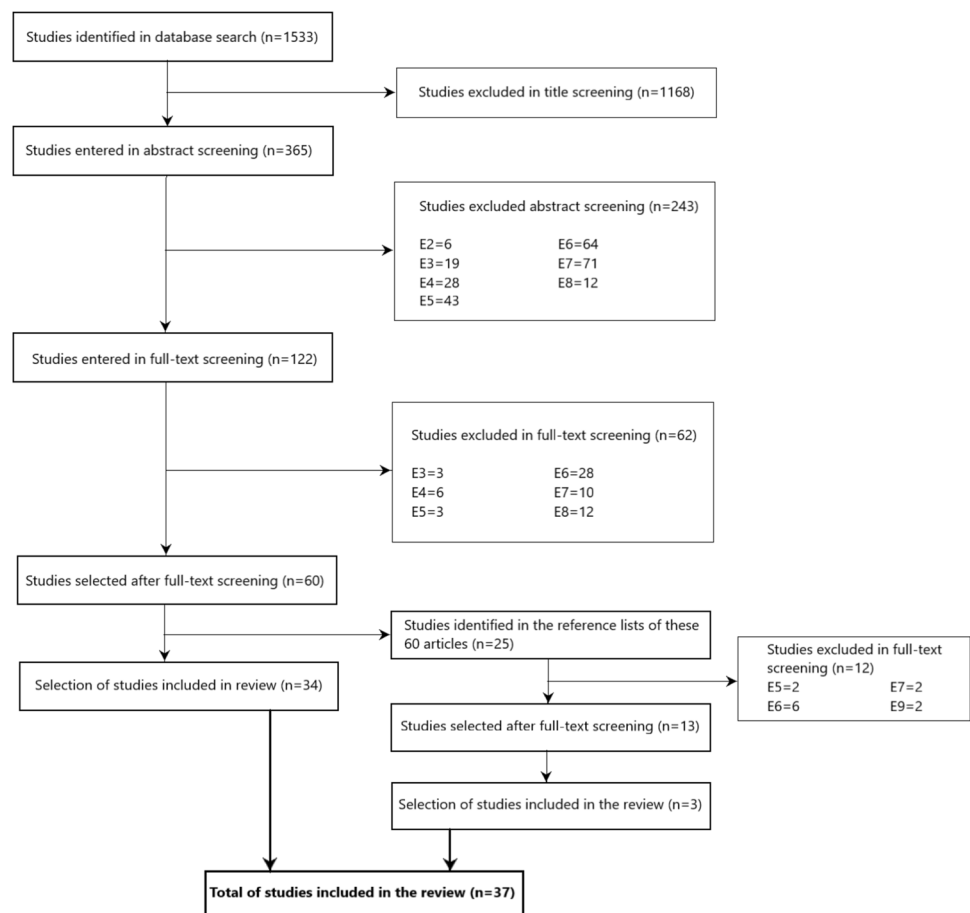 Studies identified in database search (n=1533)
Studies excluded in title screening (n=1168)
Studies entered in abstract screening (n=365)
Studies excluded abstract screening (n=243)
E2=6 E6=64
E3=19 E7=71
E4=28 E8=12
E5=43
Studies entered in full-text screening (n=122)
Studies excluded in full-text screening (n=62)
E3=3 E6=28
E4=6 E7=10
E5=3 E8=12
Studies selected after full-text screening (n=60)
Studies identified in the reference lists of these
60 articles (n=25)
Studies excluded in full-text
screening (n=12)
E5=2 E7=2
E6=6 E9=2
Selection of studies included in review (n=34)
Studies selected after full-text screening (n=13)
Selection of studies included in the review (n=3)
Total of studies included in the review (n=37)